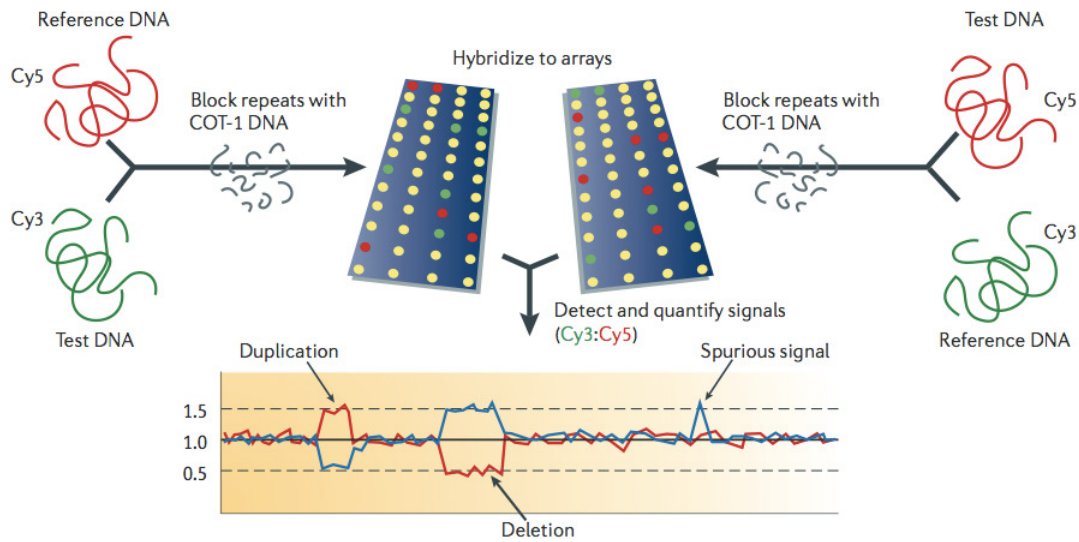 Reference DNA
Cy5
Block repeats with
COT-1 DNA
Cy3
Test DNA
Hybridize to arrays
Test DNA
Cy5
Block repeats with
COT-1 DNA
Cy3
Reference DNA
Detect and quantify signals
(Cy3:Cy5)
Duplication
Spurious signal
1.5
1.0
0.5
Deletion